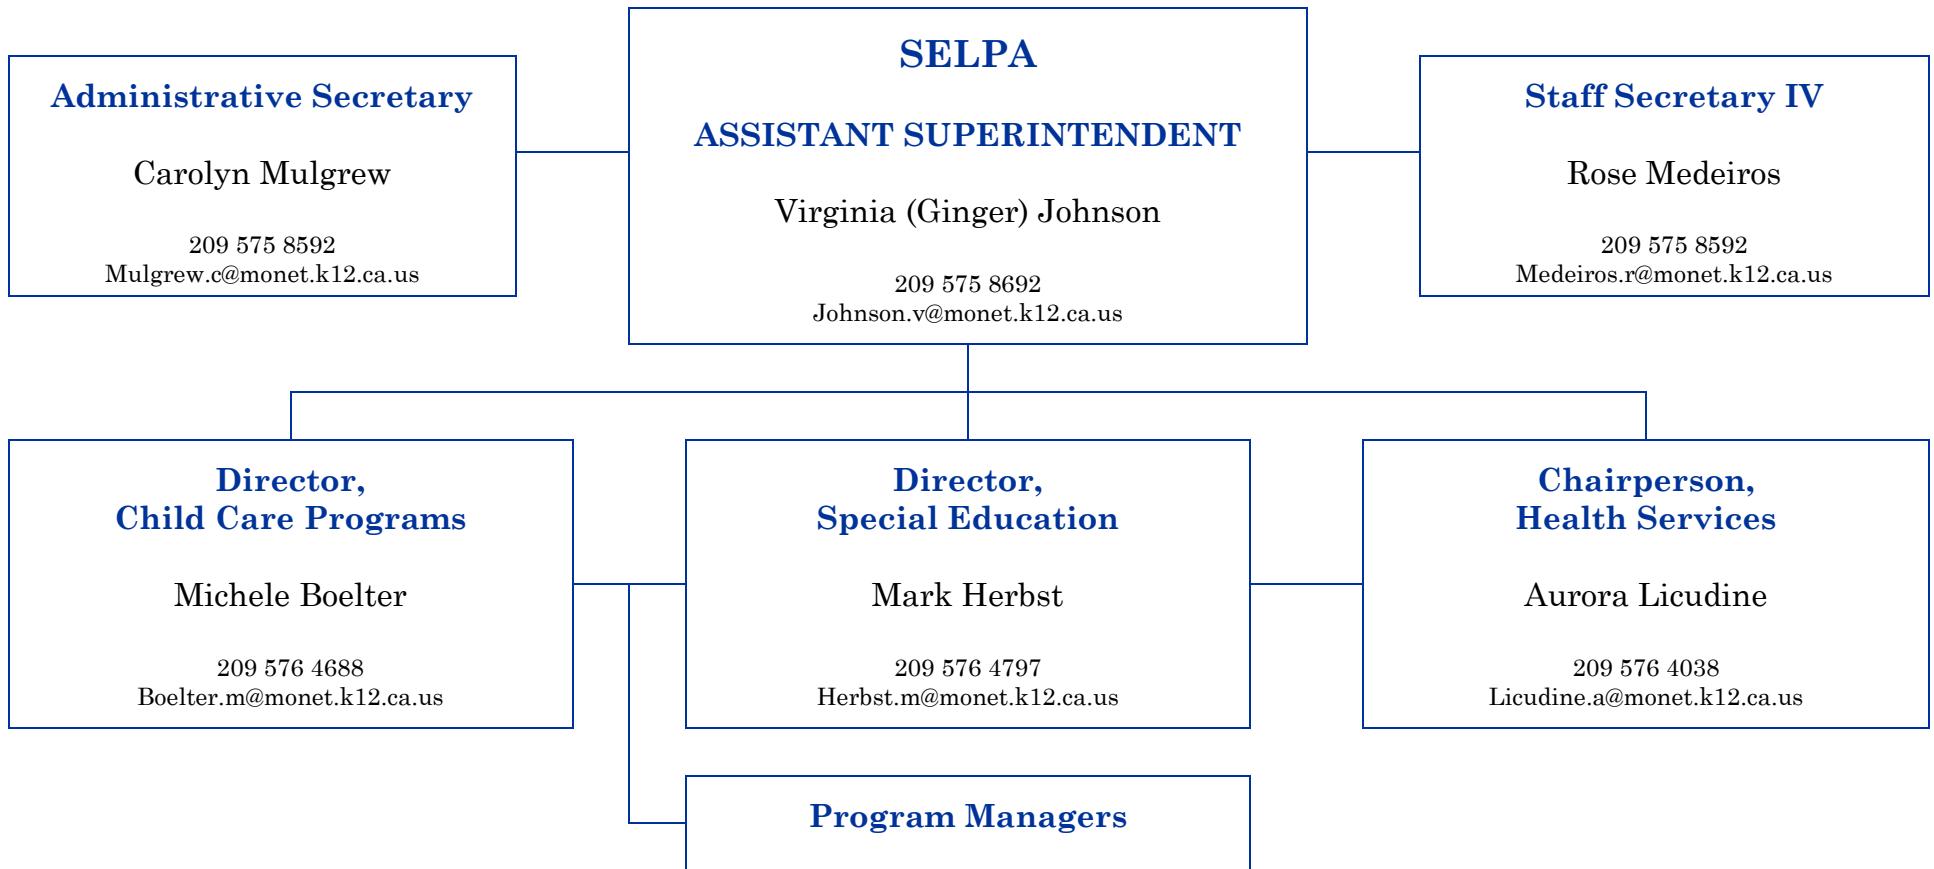 SELPA
ASSISTANT SUPERINTENDENT
Virginia (Ginger) Johnson
209 575 8692
Johnson.v@monet.k12.ca.us
Administrative Secretary
Carolyn Mulgrew
209 575 8592
Mulgrew.c@monet.k12.ca.us
Staff Secretary IV
Rose Medeiros
209 575 8592
Medeiros.r@monet.k12.ca.us
Director,
Child Care Programs
Michele Boelter
209 576 4688
Boelter.m@monet.k12.ca.us
Director,
Special Education
Mark Herbst
209 576 4797
Herbst.m@monet.k12.ca.us
Chairperson,
Health Services
Aurora Licudine
209 576 4038
Licudine.a@monet.k12.ca.us
Program Managers